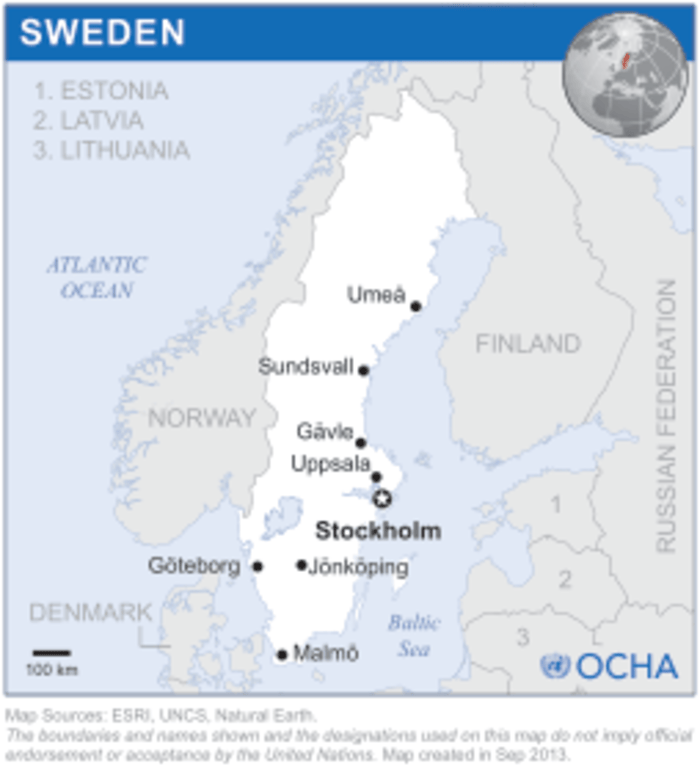 SWEDEN
1. ESTONIA
2. LATVIA
3. LITHUANIA
ATLANTIC
OCEAN
Umeå
FINLAND
RUSSIAN FEDERATION
Sundsvall
NORWAY
Gävle
Uppsala
Stockholm
1
Göteborg
Jönköping
2
DENMARK
Baltic
Sea
3
Malmö
100 km
OCHA
Map Sources: ESRI, UNCS, Natural Earth.
The boundaries and names shown and the designations used on this map do not imply official
endorsement or acceptance by the United Nations. Map created in Sep 2013.